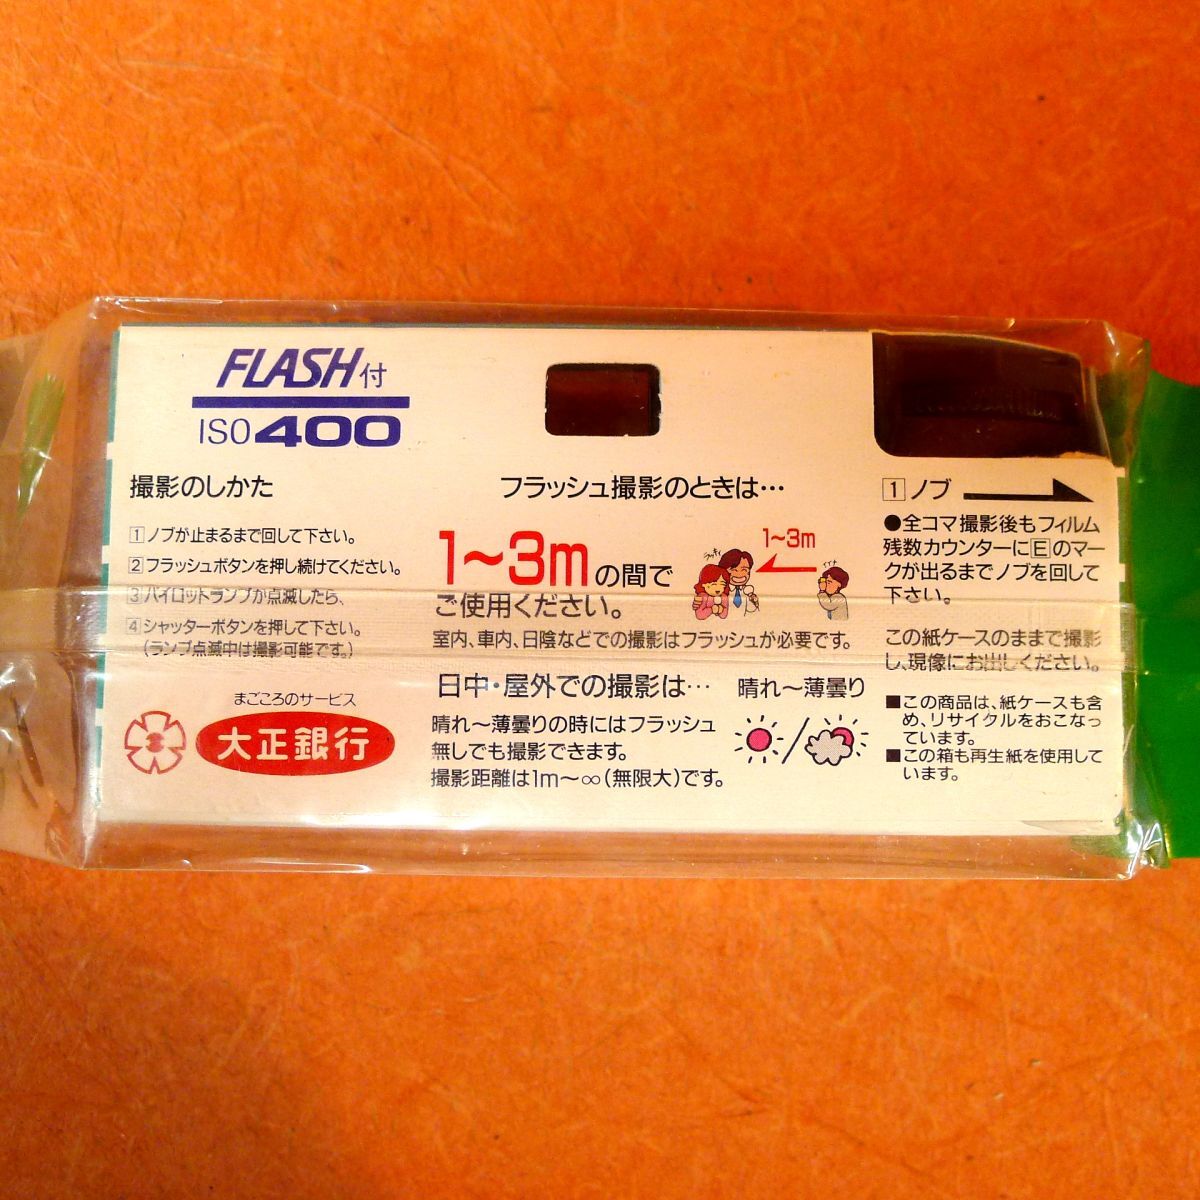 FLASH付
ISO400
撮影のしかた
1 ノブが止まるまで回して下さい。
2 フラッシュボタンを押し続けてください。
3 パイロットランプが点滅したら、
4 シャッターボタンを押して下さい。
(ランプ点滅中は撮影可能です。)
まごころのサービス
大正銀行
フラッシュ撮影のときは…
1〜3mの間で
ご使用ください。
1〜3m
室内、車内、日陰などでの撮影はフラッシュが必要です。
日中・屋外での撮影は…
晴れ〜薄曇りの時にはフラッシュ
無しでも撮影できます。
撮影距離は1m〜∞(無限大)です。
晴れ〜薄曇り
1 ノブ
●全コマ撮影後もフィルム
残数カウンターにEのマー
クが出るまでノブを回して
下さい。
この紙ケースのままで撮影
し、現像にお出しください。
■この商品は、紙ケースも含
め、リサイクルをおこなっ
ています。
■この箱も再生紙を使用して
います。